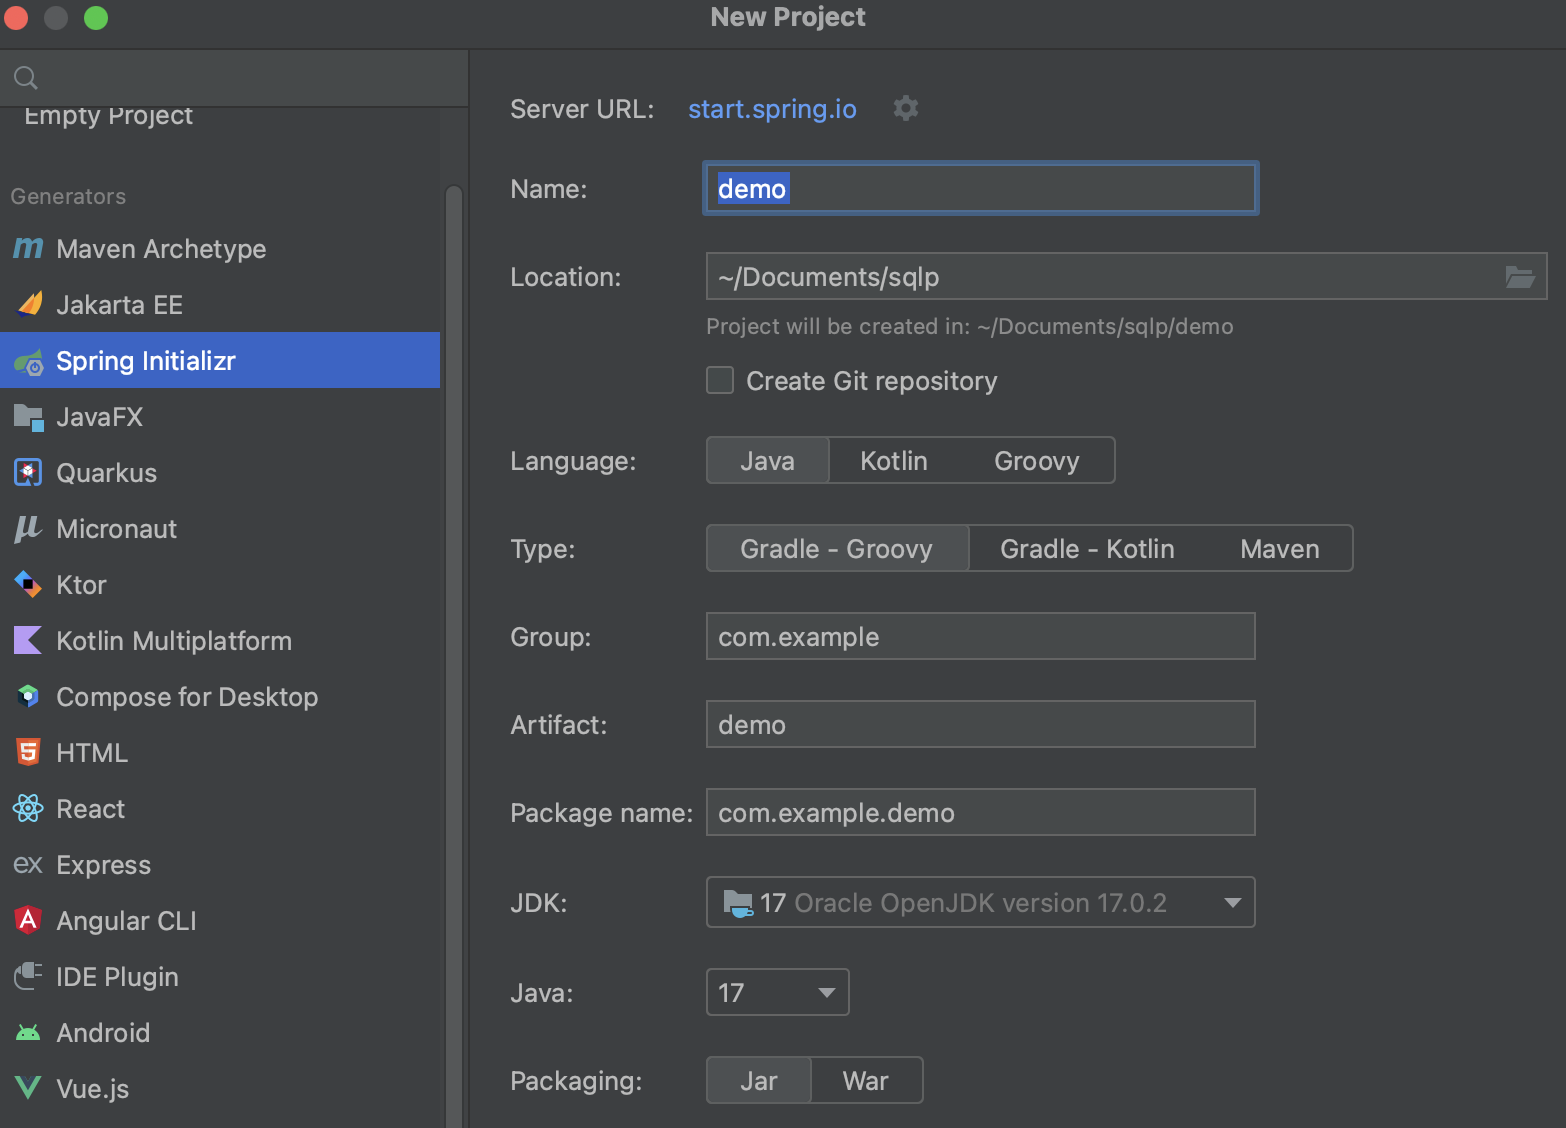 New Project
Empty Project
Generators
Maven Archetype
Jakarta EE
Spring Initializr
JavaFX
Quarkus
Micronaut
Ktor
Kotlin Multiplatform
Compose for Desktop
HTML
React
ex Express
Angular CLI
IDE Plugin
Android
Vue.js
Server URL: start.spring.io
Name: demo
Location: ~/Documents/sqlp
Project will be created in: ~/Documents/sqlp/demo
Create Git repository
Language: Java Kotlin Groovy
Type: Gradle - Groovy Gradle - Kotlin Maven
Group: com.example
Artifact: demo
Package name: com.example.demo
JDK: 17 Oracle OpenJDK version 17.0.2
Java: 17
Packaging: Jar War